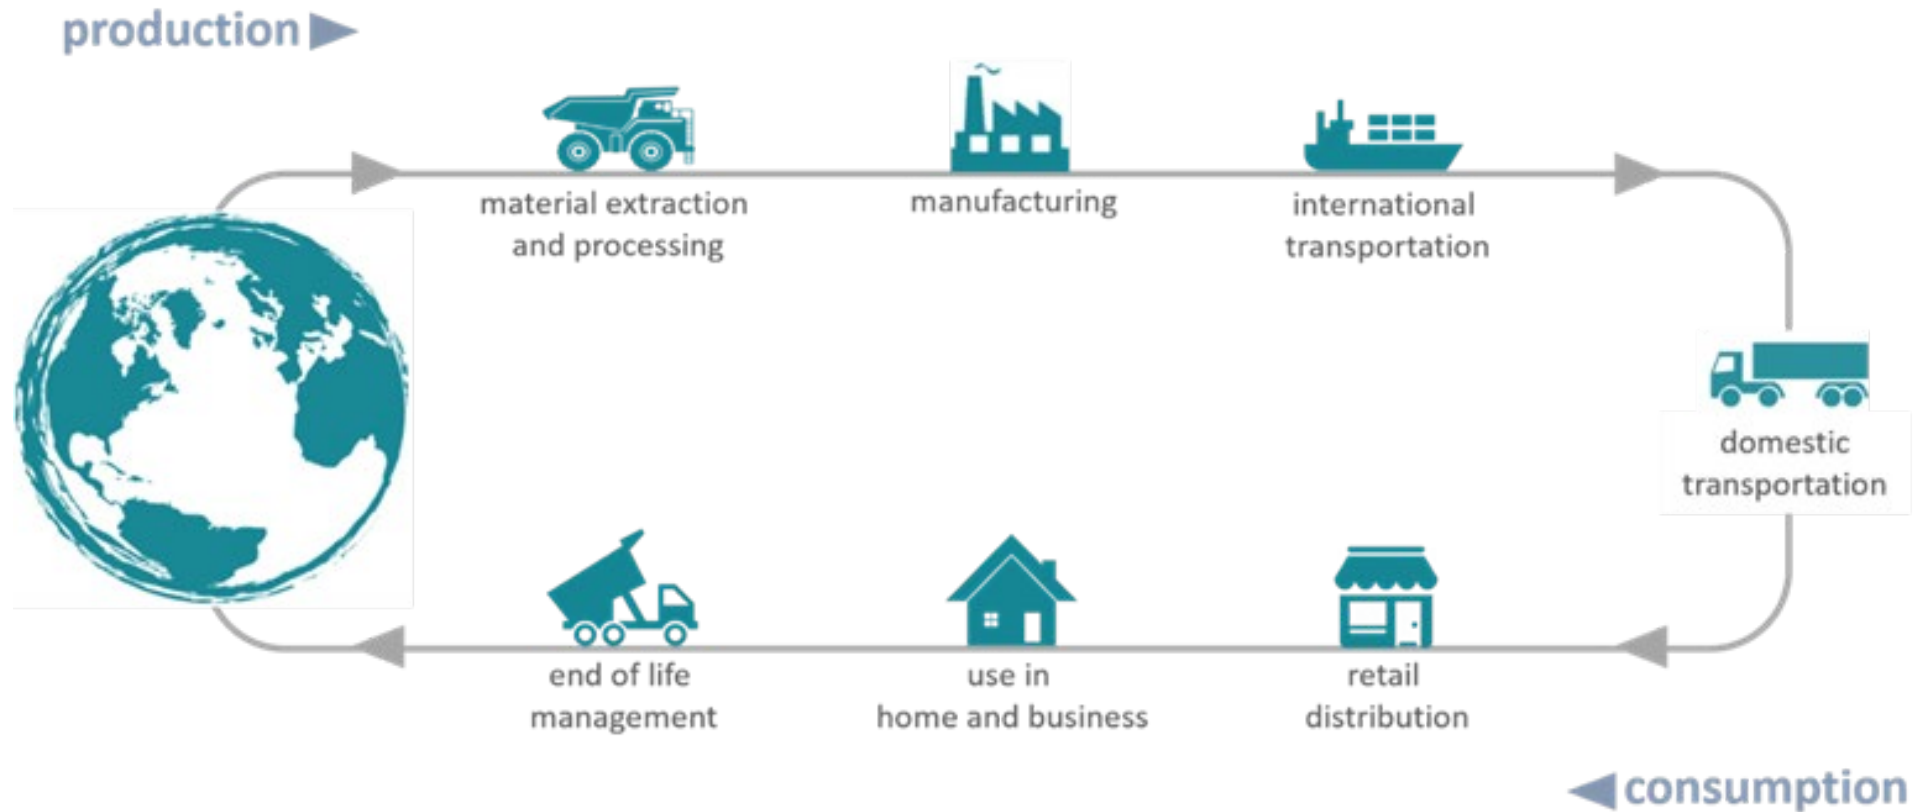 production
material extraction
and processing
manufacturing
international
transportation
domestic
transportation
end of life
management
use in
home and business
retail
distribution
consumption